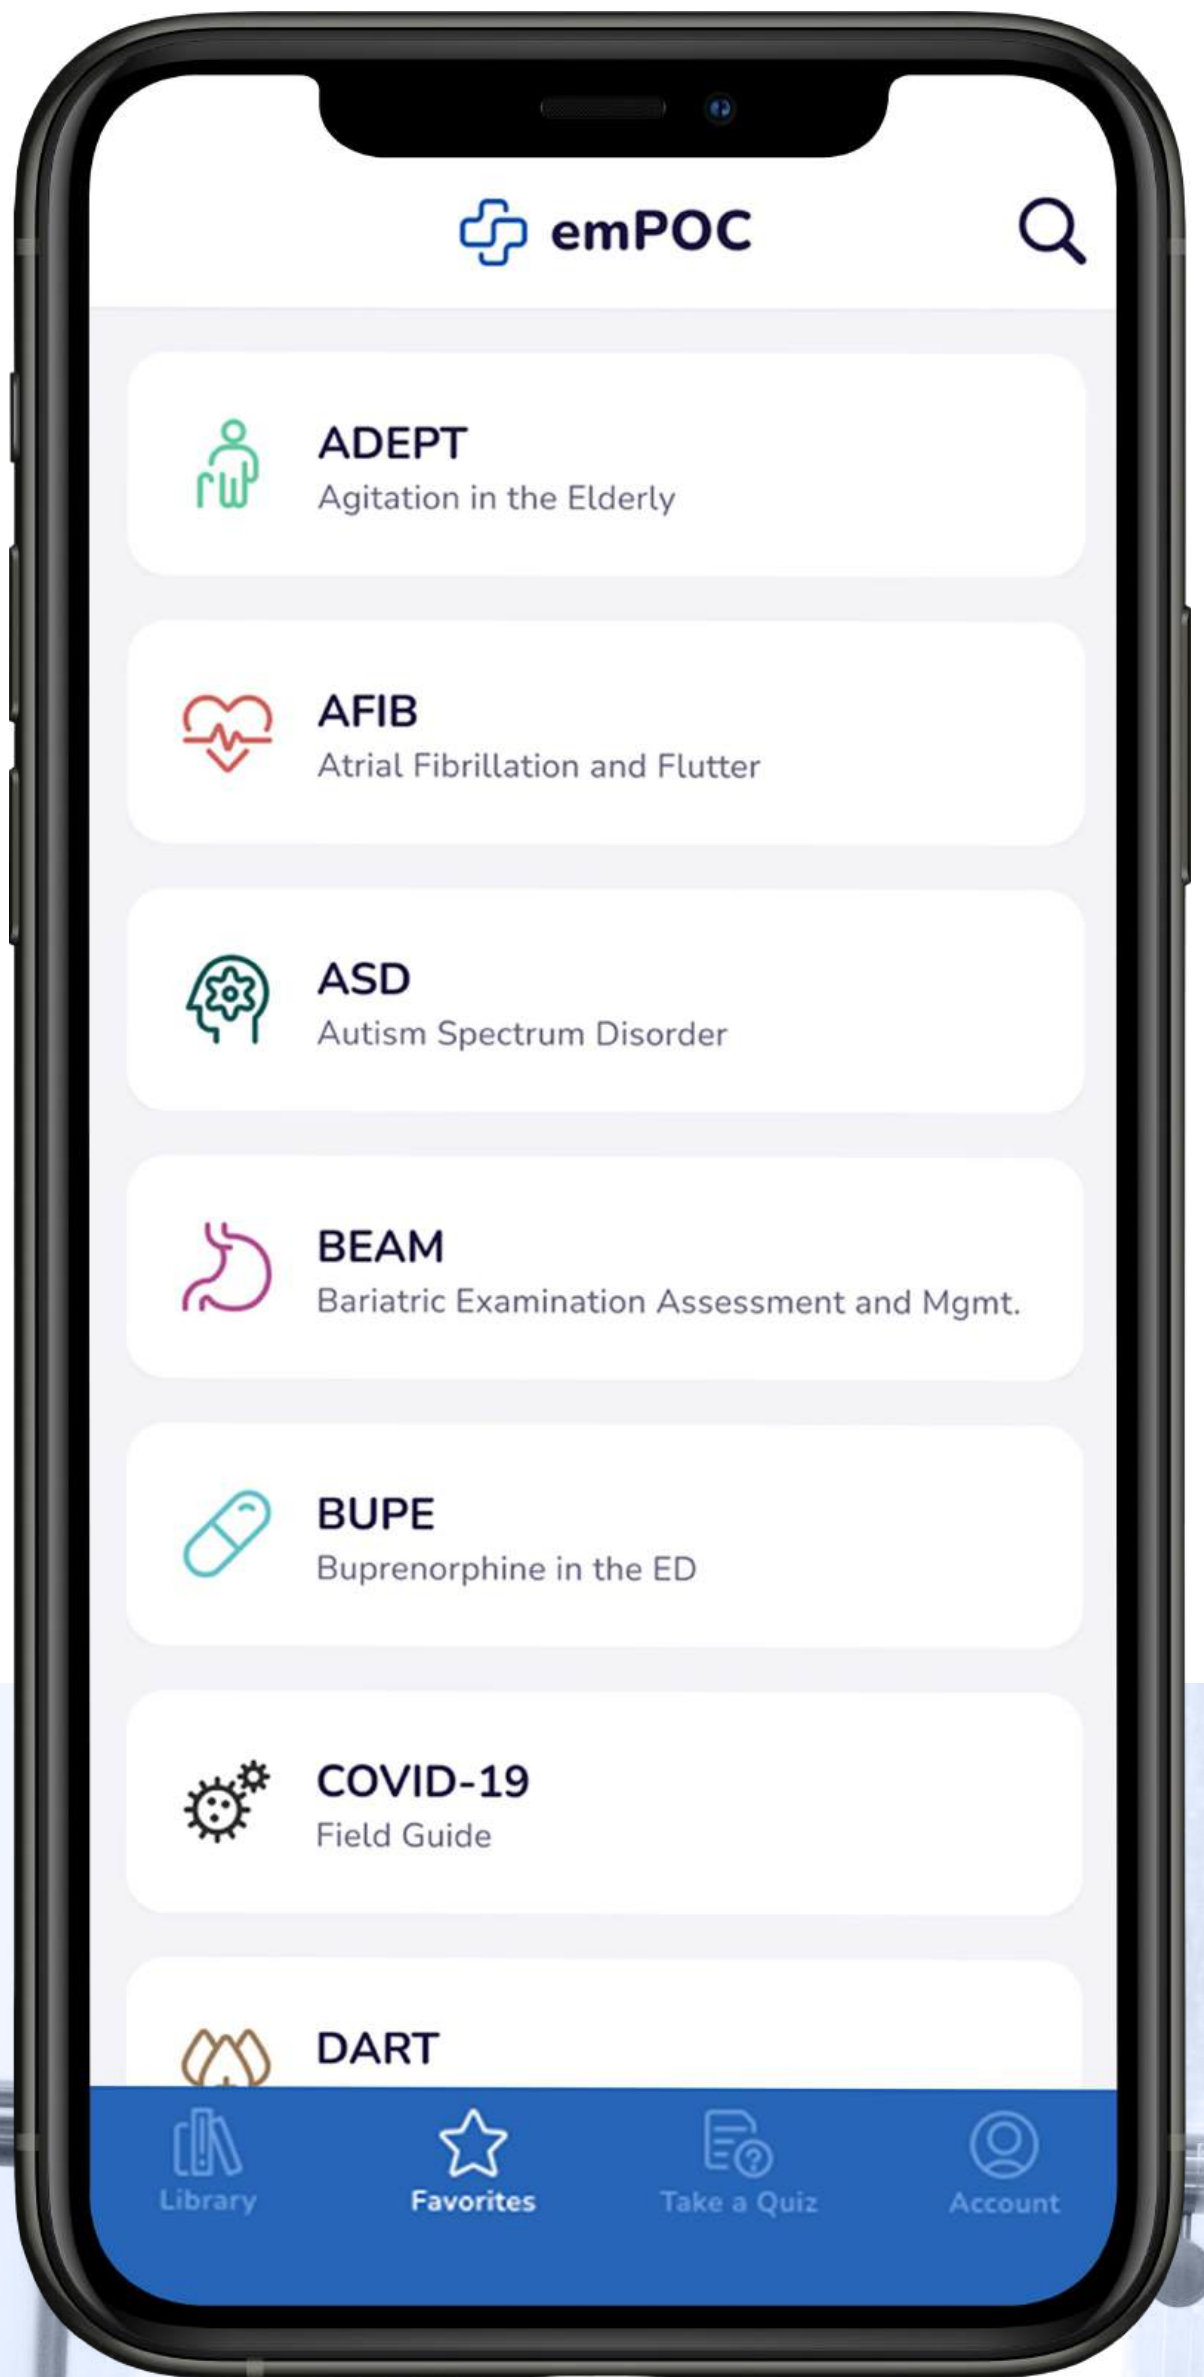 emPOC
ADEPT
Agitation in the Elderly
AFIB
Atrial Fibrillation and Flutter
ASD
Autism Spectrum Disorder
BEAM
Bariatric Examination Assessment and Mgmt.
BUPE
Buprenorphine in the ED
COVID-19
Field Guide
DART
Library
Favorites
Take a Quiz
Account